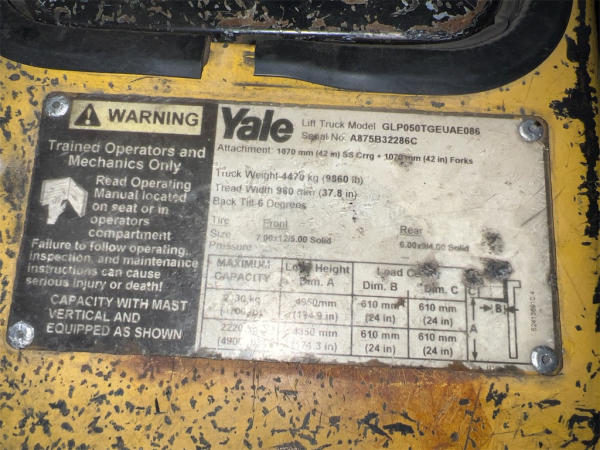 WARNING
Trained Operators and
Mechanics Only
Read Operating
Manual located
on seat or in
operators
compartment
Failure to follow operating,
inspection, and maintenance
instructions can cause
serious injury or death!
CAPACITY WITH MAST
VERTICAL AND
EQUIPPED AS SHOWN
Yale
Lift Truck Model GLP050TGEUAE086
Serial No. A875B32286C
Attachment: 1070 mm (42 in) SS Crrg + 1070 mm (42 in) Forks
Truck Weight-4470 kg (9860 lb)
Tread Width 960 mm (37.8 in)
Back Tilt-6 Degrees
Tire Front Rear
Size 7.00x12/5.00 Solid 6.00x9/4.00 Solid
Pressure
MAXIMUM CAPACITY
Load Height Dim. A
Load
Dim. B Dim. C
kg 4950mm 610 mm 610 mm
(194.9in) (24 in) (24 in)
2220 4350 mm 610 mm 610 mm
(4900 (24 in) (24 in)
C
B
A